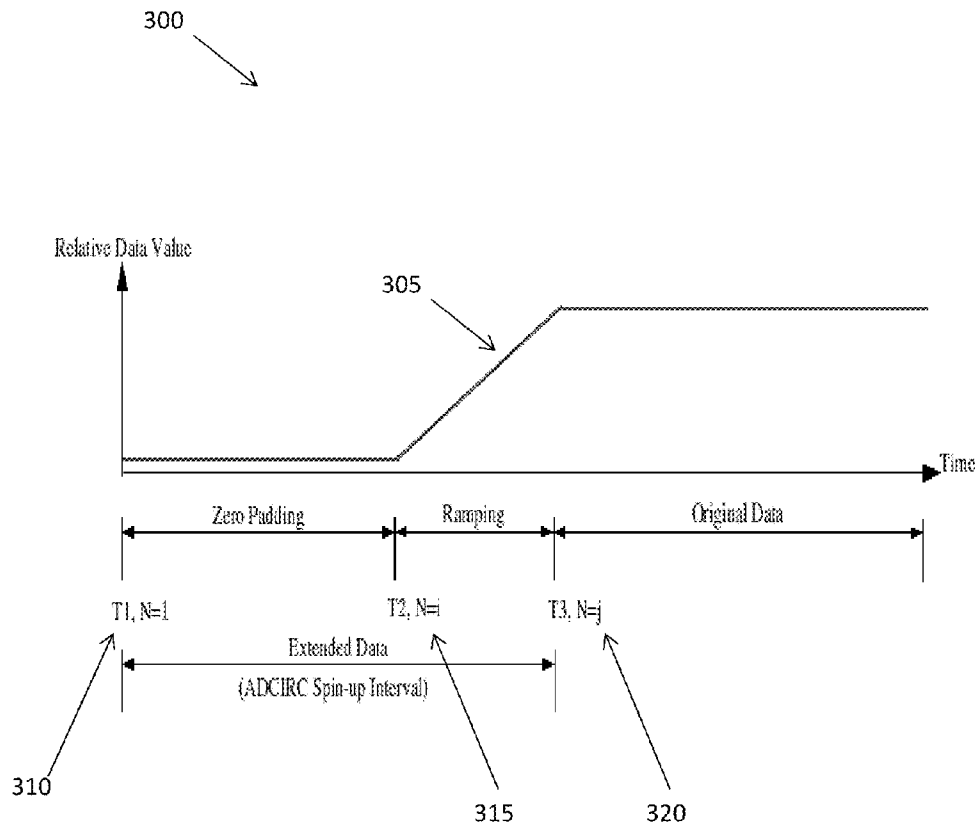 300
Relative Data Value
305
Time
Zero Padding
Ramping
Original Data
T1, N=1
T2, N=i
T3, N=j
Extended Data
(ADCIRC Spin-up Interval)
310
315
320